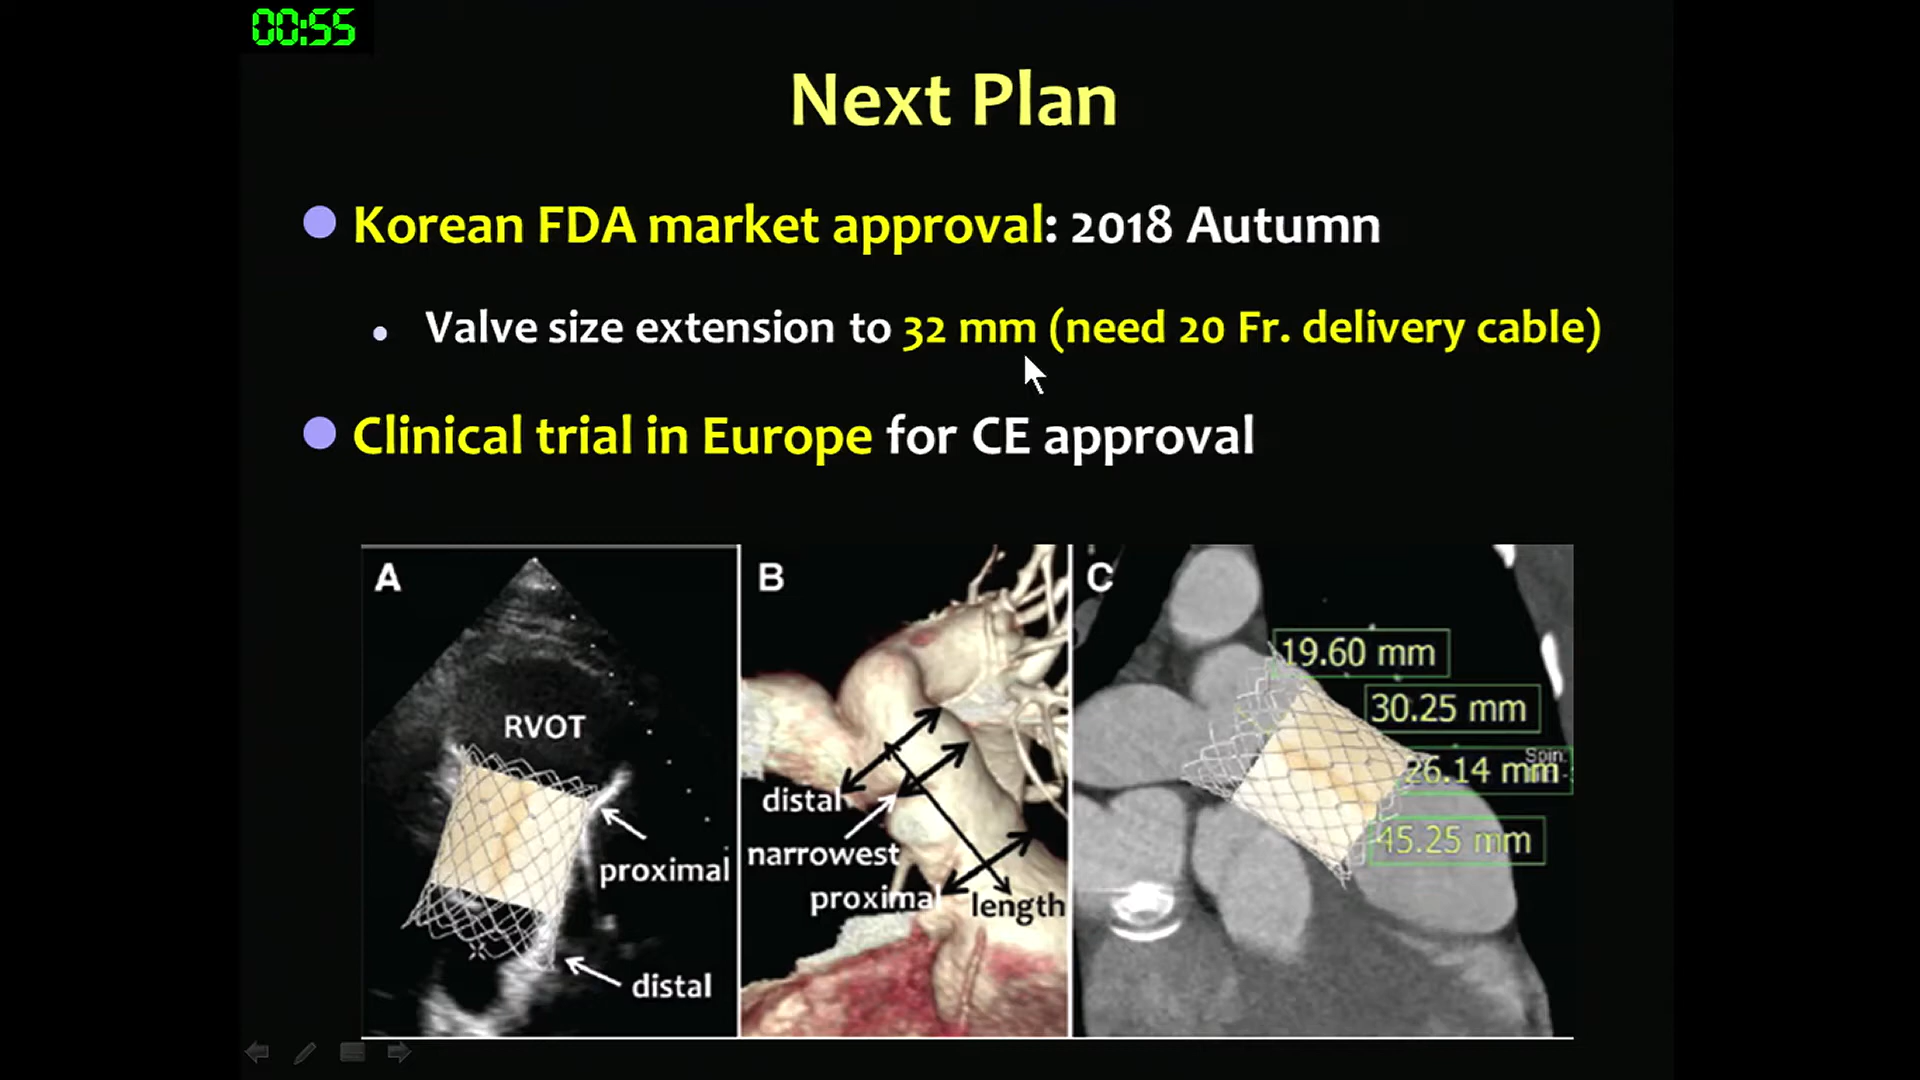 00:55
Next Plan
Korean FDA market approval: 2018 Autumn
Valve size extension to 32 mm (need 20 Fr. delivery cable)
Clinical trial in Europe for CE approval
A
RVOT
proximal
distal
B
distal
narrowest
proximal
length
C
19.60 mm
30.25 mm
Spin:
26.14 mm
45.25 mm